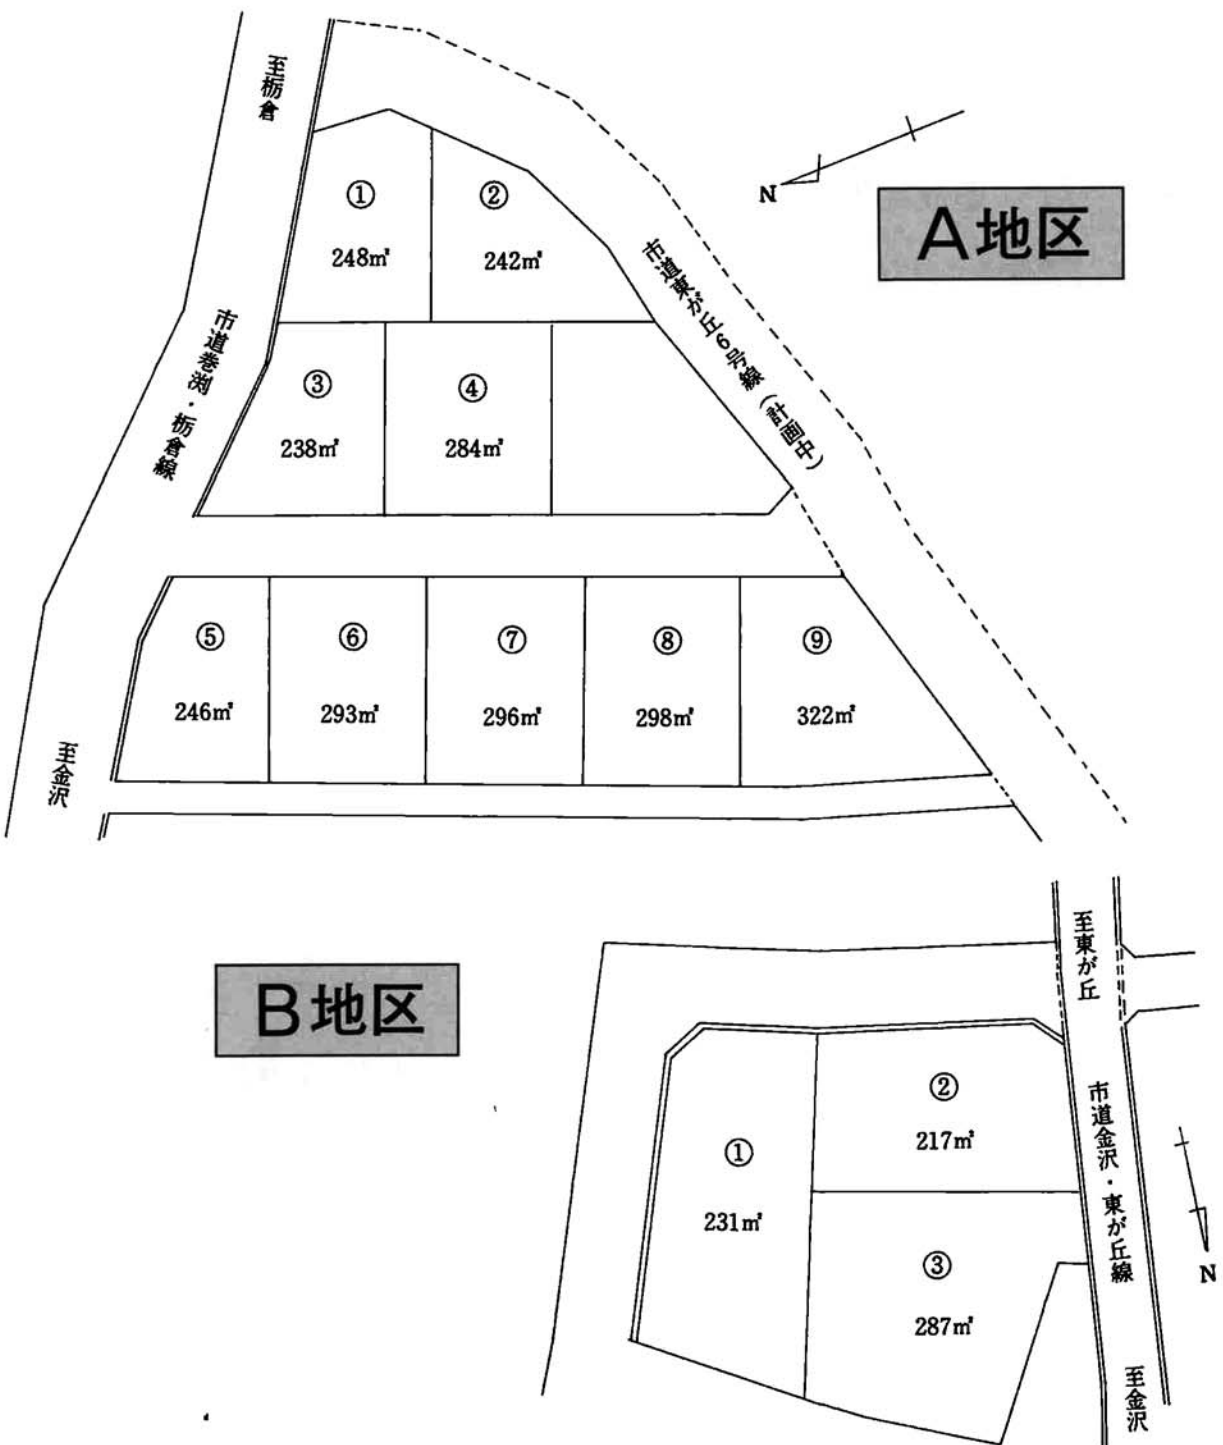 至栃倉
N
A地区
①
248㎡
②
242㎡
市道東が丘6号線(計画中)
市道巻渕・栃倉線
③
238㎡
④
284㎡
⑤
246㎡
⑥
293㎡
⑦
296㎡
⑧
298㎡
⑨
322㎡
至金沢
B地区
至東が丘
①
231㎡
②
217㎡
市道金沢・東が丘線
③
287㎡
N
至金沢